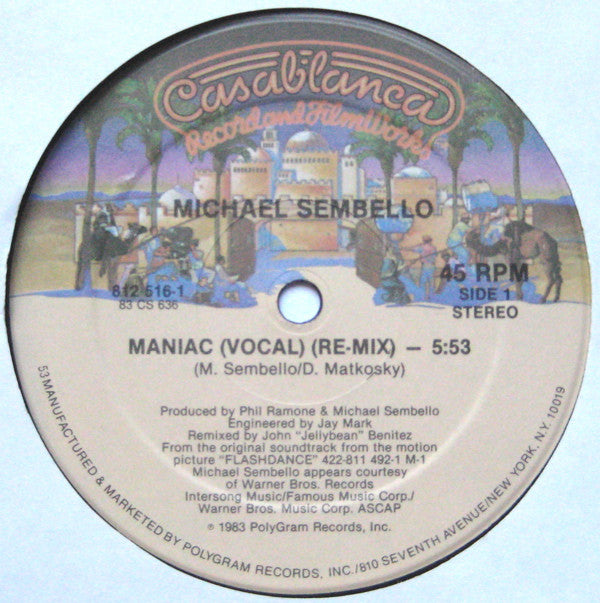 Casablanca
Record and FilmWorks
MICHAEL SEMBELLO
812 516-1
83 CS 636
45 RPM
SIDE 1
STEREO
MANIAC (VOCAL) (RE-MIX) — 5:53
(M. Sembello/D. Matkosky)
Produced by Phil Ramone & Michael Sembello
Engineered by Jay Mark
Remixed by John "Jellybean" Benitez
From the original soundtrack from the motion
picture "FLASHDANCE" 422-811 492-1 M-1
Michael Sembello appears courtesy
of Warner Bros. Records
Intersong Music/Famous Music Corp./
Warner Bros. Music Corp. ASCAP
℗ 1983 PolyGram Records, Inc.
53 MANUFACTURED & MARKETED BY POLYGRAM RECORDS, INC./810 SEVENTH AVENUE/NEW YORK, N.Y. 10019